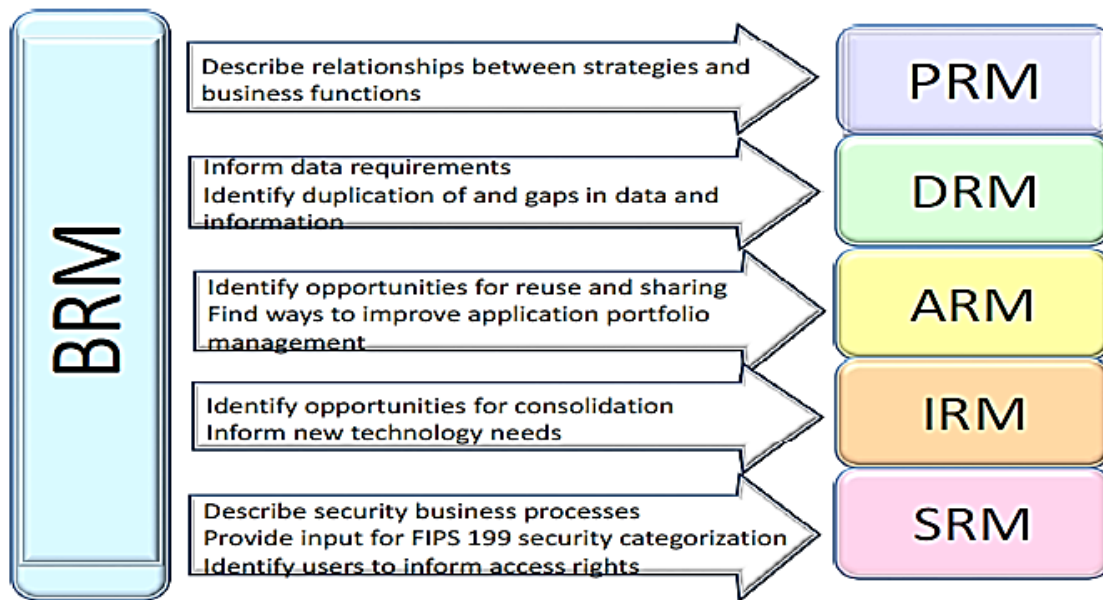 BRM
Describe relationships between strategies and
business functions
PRM
Inform data requirements
Identify duplication of and gaps in data and
information
DRM
Identify opportunities for reuse and sharing
Find ways to improve application portfolio
management
ARM
Identify opportunities for consolidation
Inform new technology needs
IRM
Describe security business processes
Provide input for FIPS 199 security categorization
Identify users to inform access rights
SRM